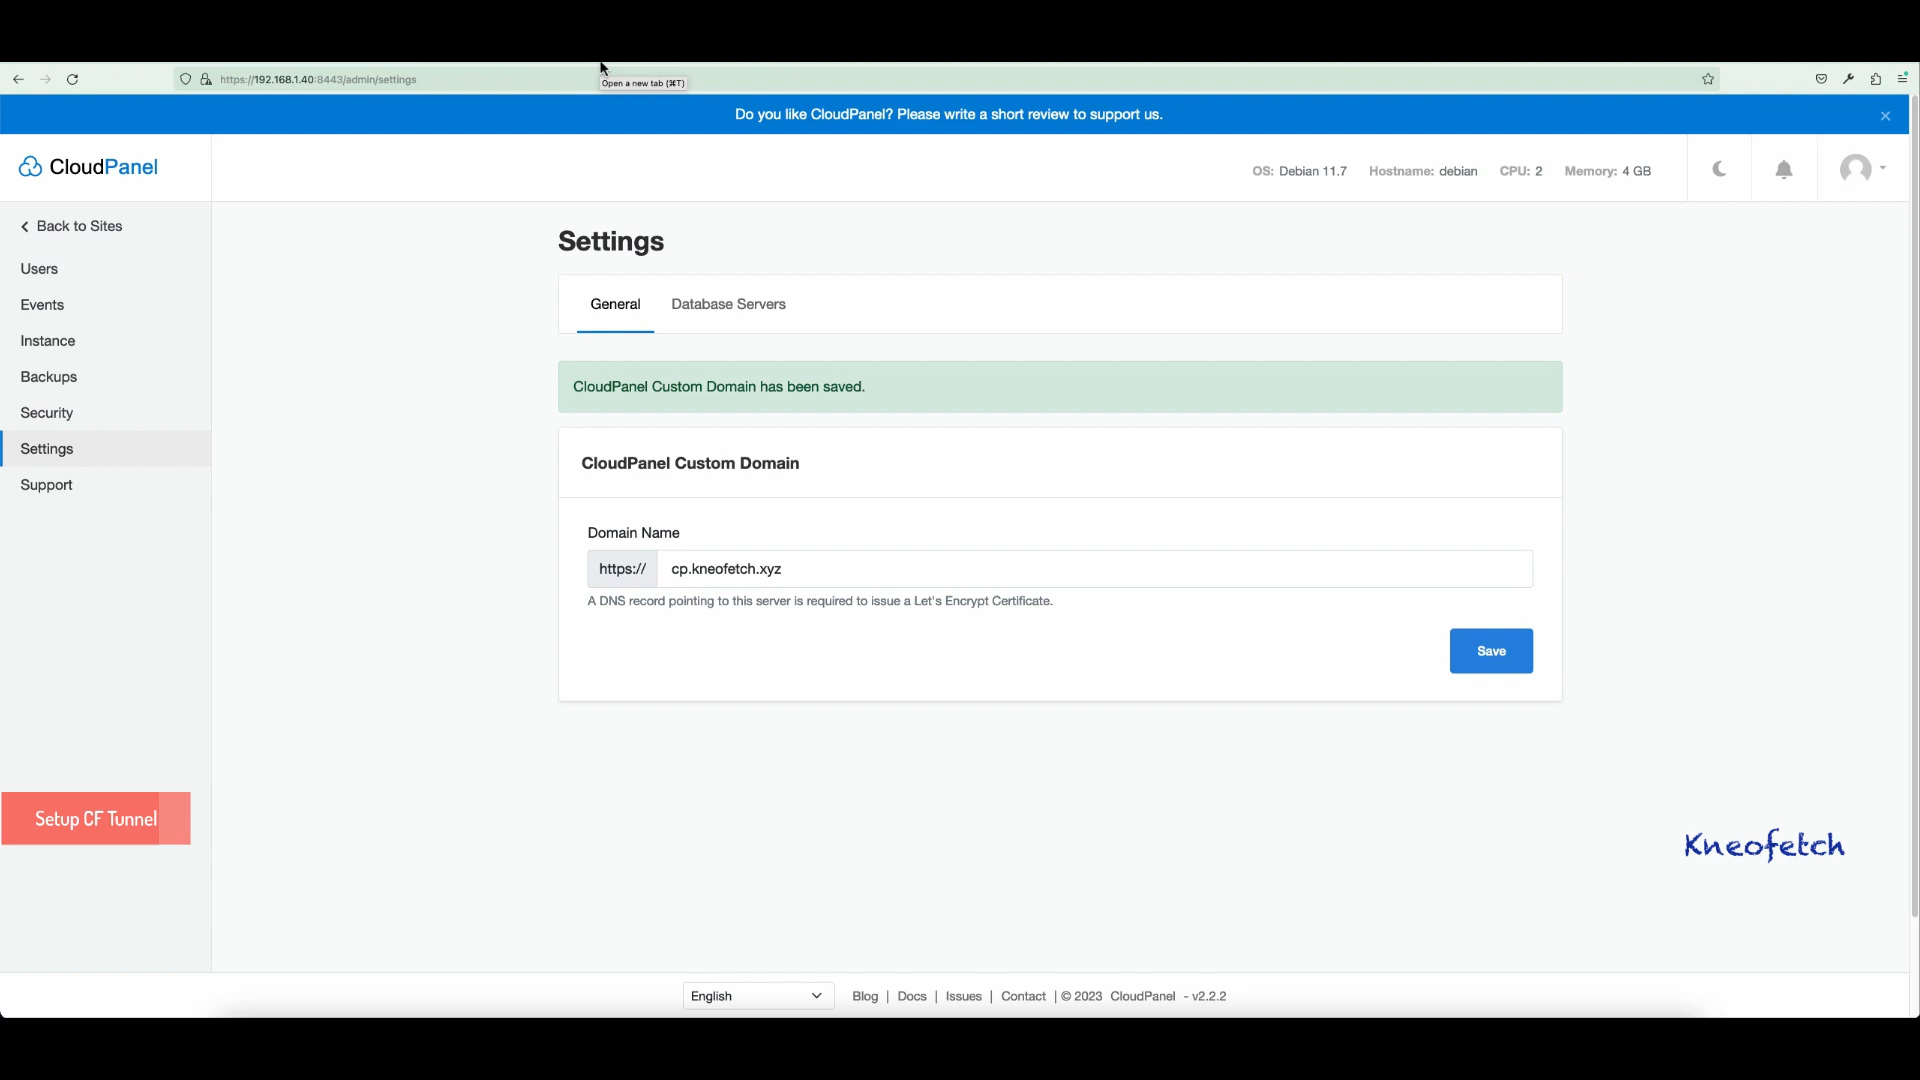 https://192.168.1.40:8443/admin/settings
Open a new tab (⌘T)
Do you like CloudPanel? Please write a short review to support us.
CloudPanel
OS: Debian 11.7 Hostname: debian CPU: 2 Memory: 4 GB
Back to Sites
Users
Events
Instance
Backups
Security
Settings
Support
Settings
General Database Servers
CloudPanel Custom Domain has been saved.
CloudPanel Custom Domain
Domain Name
https:// cp.kneofetch.xyz
A DNS record pointing to this server is required to issue a Let's Encrypt Certificate.
Save
Setup CF Tunnel
Kneofetch
English Blog | Docs | Issues | Contact | © 2023 CloudPanel - v2.2.2